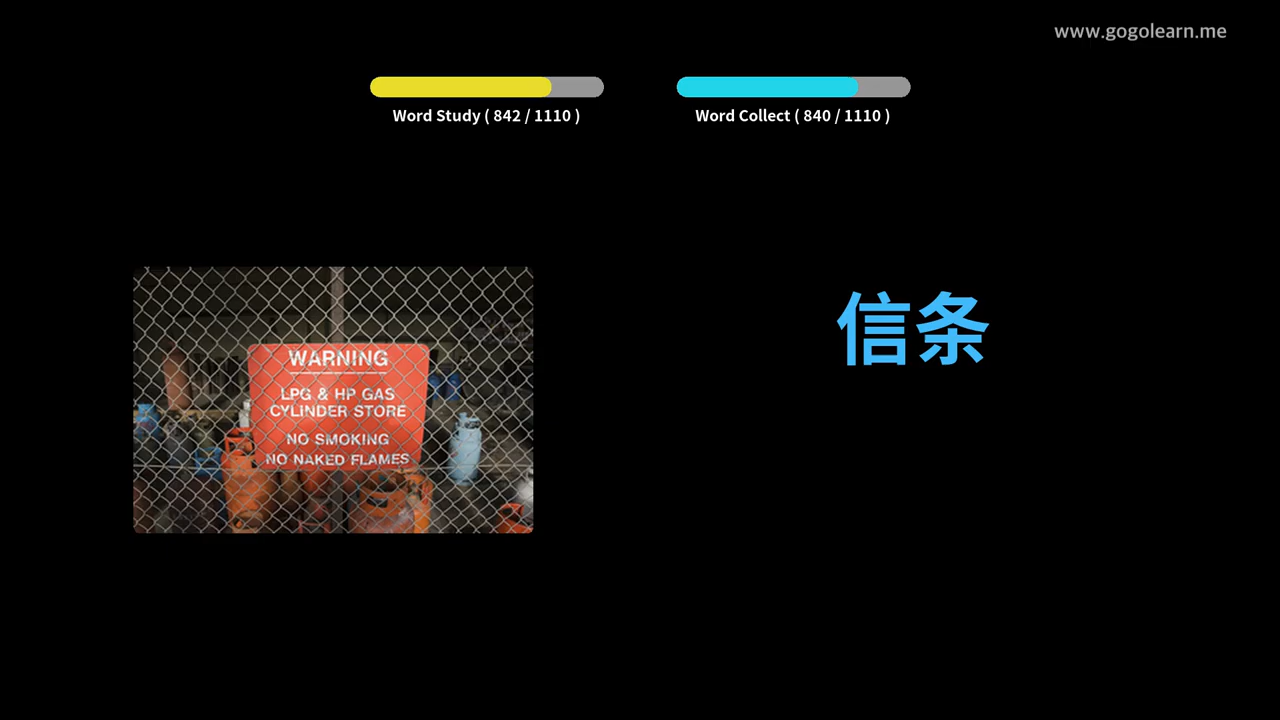 www.gogolearn.me
Word Study ( 842 / 1110 )
Word Collect ( 840 / 1110 )
WARNING
LPG & HP GAS
CYLINDER STORE
NO SMOKING
NO NAKED FLAMES
信条